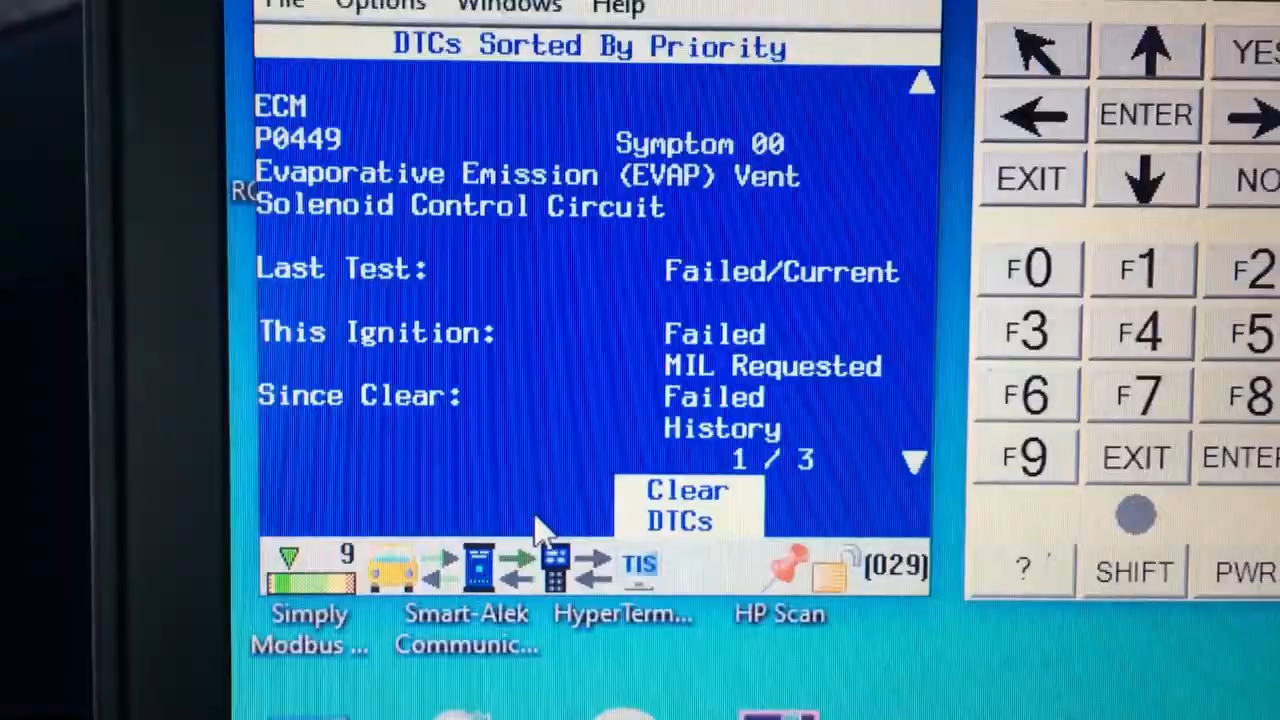 File Options Windows Help
DTCs Sorted By Priority
ECM
P0449 Symptom 00
Evaporative Emission (EVAP) Vent
Solenoid Control Circuit
Last Test: Failed/Current
This Ignition: Failed
MIL Requested
Since Clear: Failed
History
1 / 3
Clear
DTCs
9 TIS (029)
Simply
Modbus ...
Smart-Alek
Communic...
HyperTerm...
HP Scan
YES
ENTER
EXIT NO
F0 F1 F2
F3 F4 F5
F6 F7 F8
F9 EXIT ENTER
? SHIFT PWR